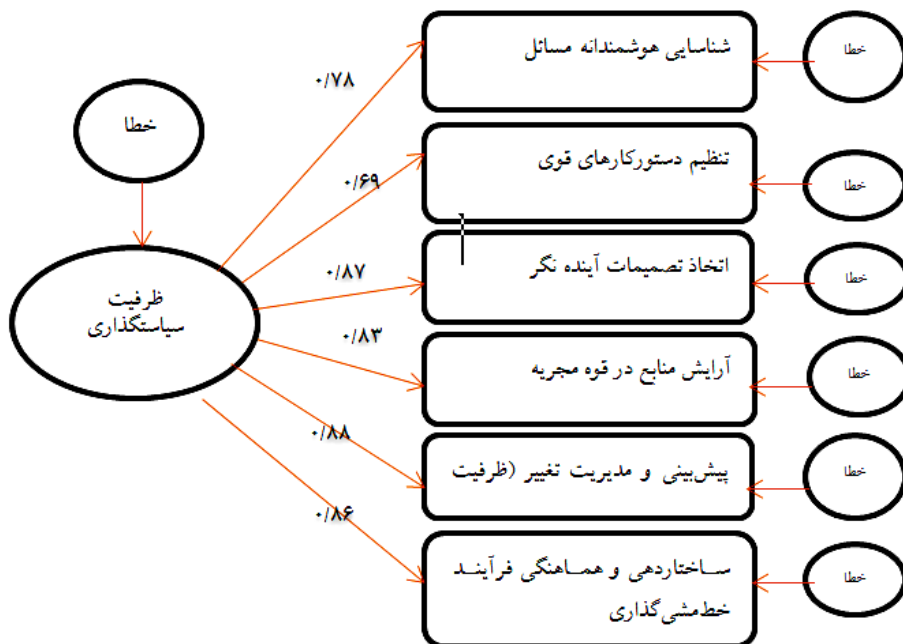 شناسایی هوشمندانه مسائل
خطا
۰/۷۸
خطا
تنظیم دستورکارهای قوی
خطا
۰/۶۹
اتخاذ تصمیمات آینده نگر
خطا
۰/۸۷
ظرفیت
سیاستگذاری
۰/۸۳
آرایش منابع در قوه مجریه
خطا
۰/۸۸
پیش‌بینی و مدیریت تغییر (ظرفیت
خطا
۰/۸۶
ساختاردهی و هماهنگی فرآیند
خط‌مشی‌گذاری
خطا